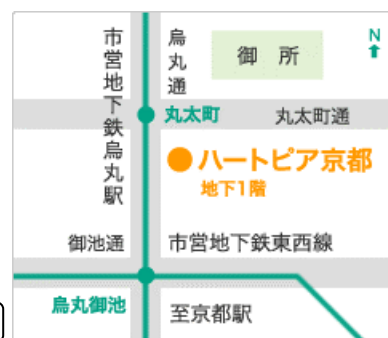 市営地下鉄烏丸駅
烏丸通
御所
N
丸太町
丸太町通
ハートピア京都
地下1階
御池通
市営地下鉄東西線
烏丸御池
至京都駅